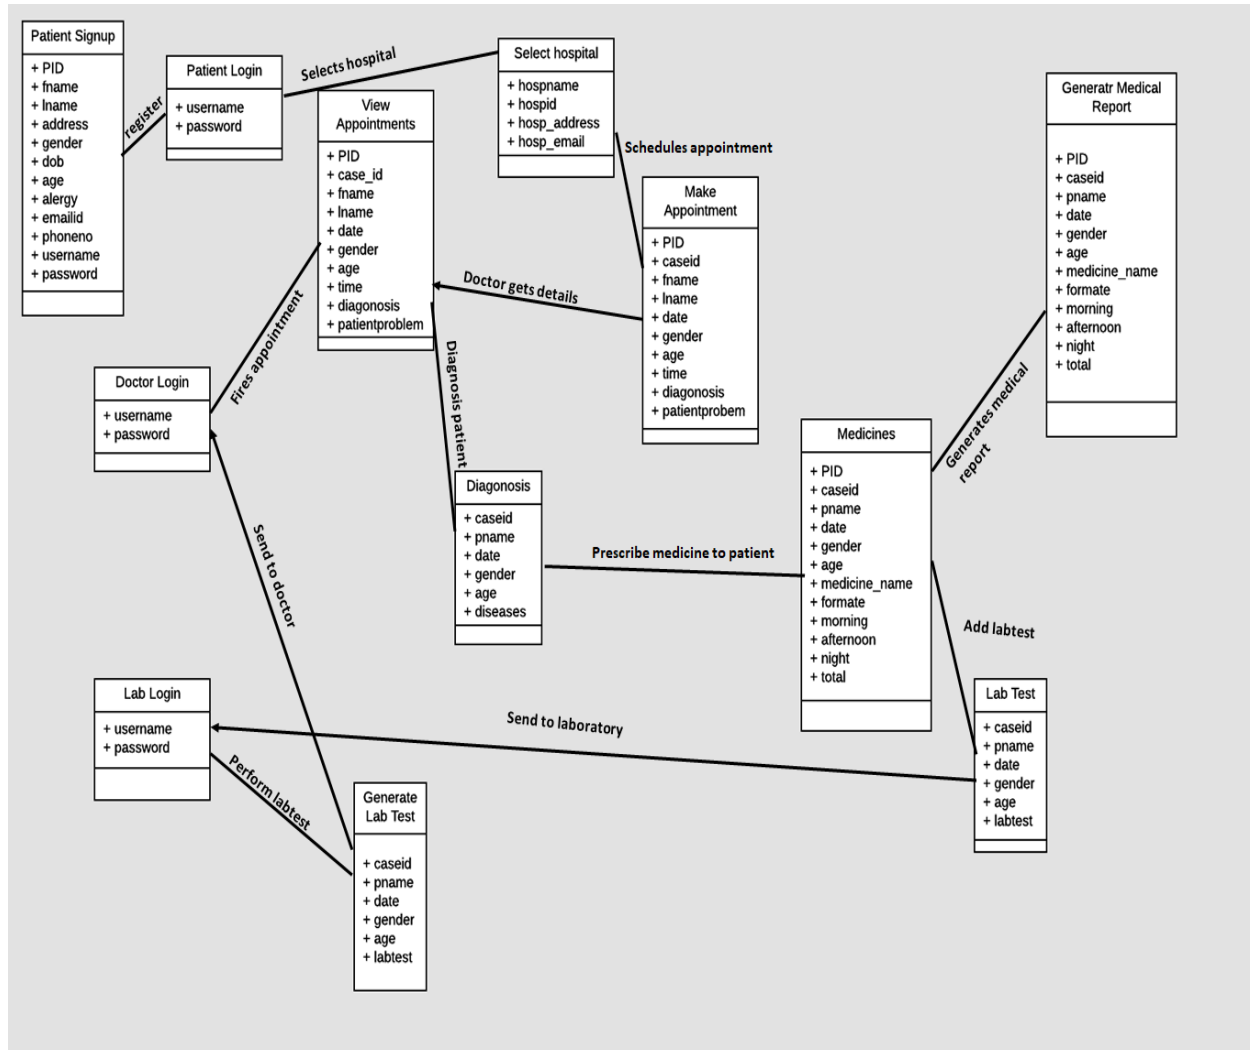 Patient Signup
+ PID
+ fname
+ lname
+ address
+ gender
+ dob
+ age
+ alergy
+ emailid
+ phoneno
+ username
+ password
register
Patient Login
+ username
+ password
Selects hospital
Select hospital
+ hospname
+ hospid
+ hosp_address
+ hosp_email
Schedules appointment
View
Appointments
+ PID
+ case_id
+ fname
+ lname
+ date
+ gender
+ age
+ time
+ diagonosis
+ patientproblem
Make
Appointment
+ PID
+ caseid
+ fname
+ lname
+ date
+ gender
+ age
+ time
+ diagonosis
+ patientprobem
Doctor gets details
Generatr Medical
Report
+ PID
+ caseid
+ pname
+ date
+ gender
+ age
+ medicine_name
+ formate
+ morning
+ afternoon
+ night
+ total
Fires appointment
Doctor Login
+ username
+ password
Diagnosis patient
Diagonosis
+ caseid
+ pname
+ date
+ gender
+ age
+ diseases
Prescribe medicine to patient
Medicines
+ PID
+ caseid
+ pname
+ date
+ gender
+ age
+ medicine_name
+ formate
+ morning
+ afternoon
+ night
+ total
Generates medical
report
Add labtest
Send to doctor
Lab Login
+ username
+ password
Send to laboratory
Lab Test
+ caseid
+ pname
+ date
+ gender
+ age
+ labtest
Perform labtest
Generate
Lab Test
+ caseid
+ pname
+ date
+ gender
+ age
+ labtest